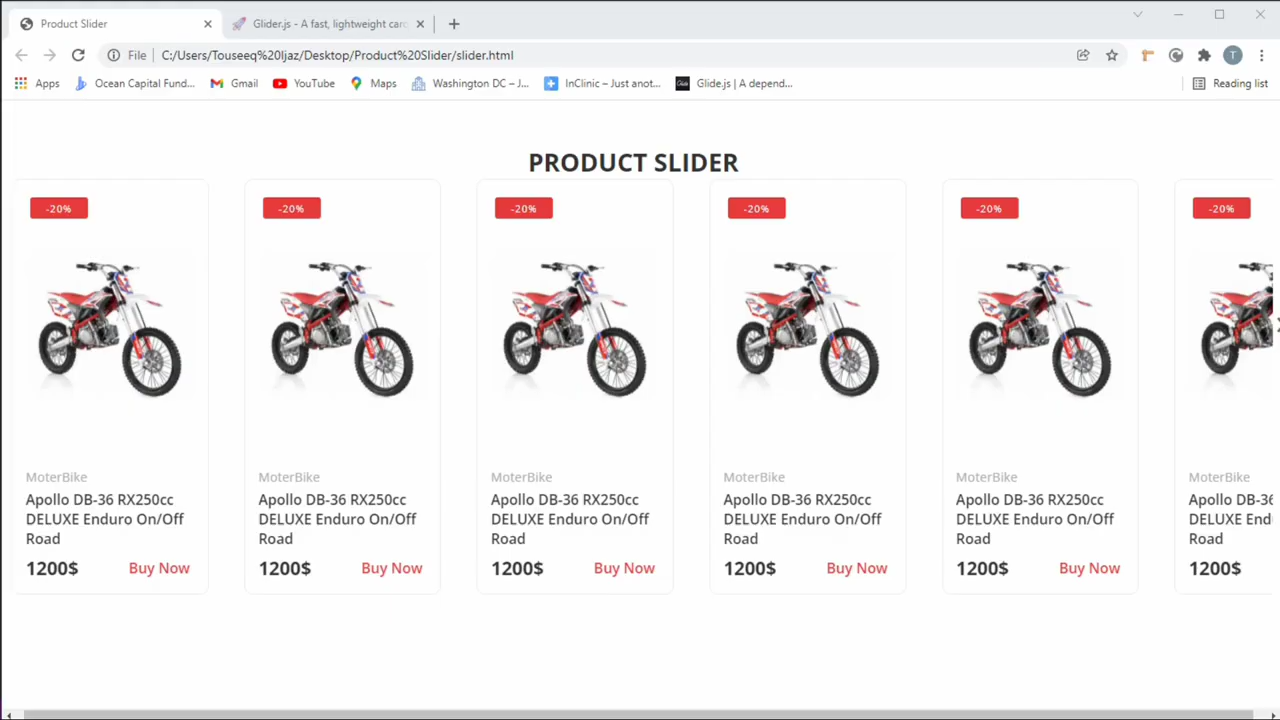 Product Slider
Glider.js - A fast, lightweight caro
File
C:/Users/Touseeq%20Ijaz/Desktop/Product%20Slider/slider.html
T
Apps
Ocean Capital Fund...
Gmail
YouTube
Maps
Washington DC – J...
InClinic – Just anot...
Glide.js | A depend...
Reading list
PRODUCT SLIDER
-20%
-20%
-20%
-20%
-20%
-20%
MoterBike
Apollo DB-36 RX250cc
DELUXE Enduro On/Off
Road
1200$
Buy Now
MoterBike
Apollo DB-36 RX250cc
DELUXE Enduro On/Off
Road
1200$
Buy Now
MoterBike
Apollo DB-36 RX250cc
DELUXE Enduro On/Off
Road
1200$
Buy Now
MoterBike
Apollo DB-36 RX250cc
DELUXE Enduro On/Off
Road
1200$
Buy Now
MoterBike
Apollo DB-36 RX250cc
DELUXE Enduro On/Off
Road
1200$
Buy Now
MoterBike
Apollo DB-36
DELUXE End
Road
1200$